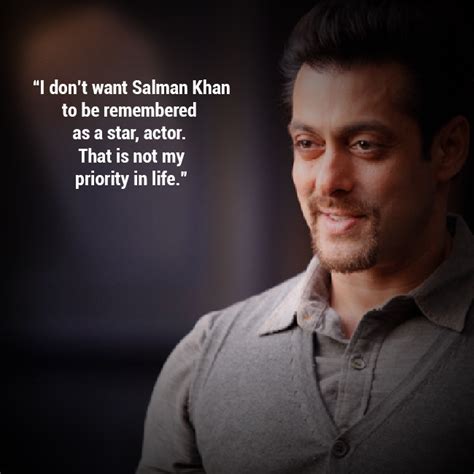 “I don’t want Salman Khan
to be remembered
as a star, actor.
That is not my
priority in life.”